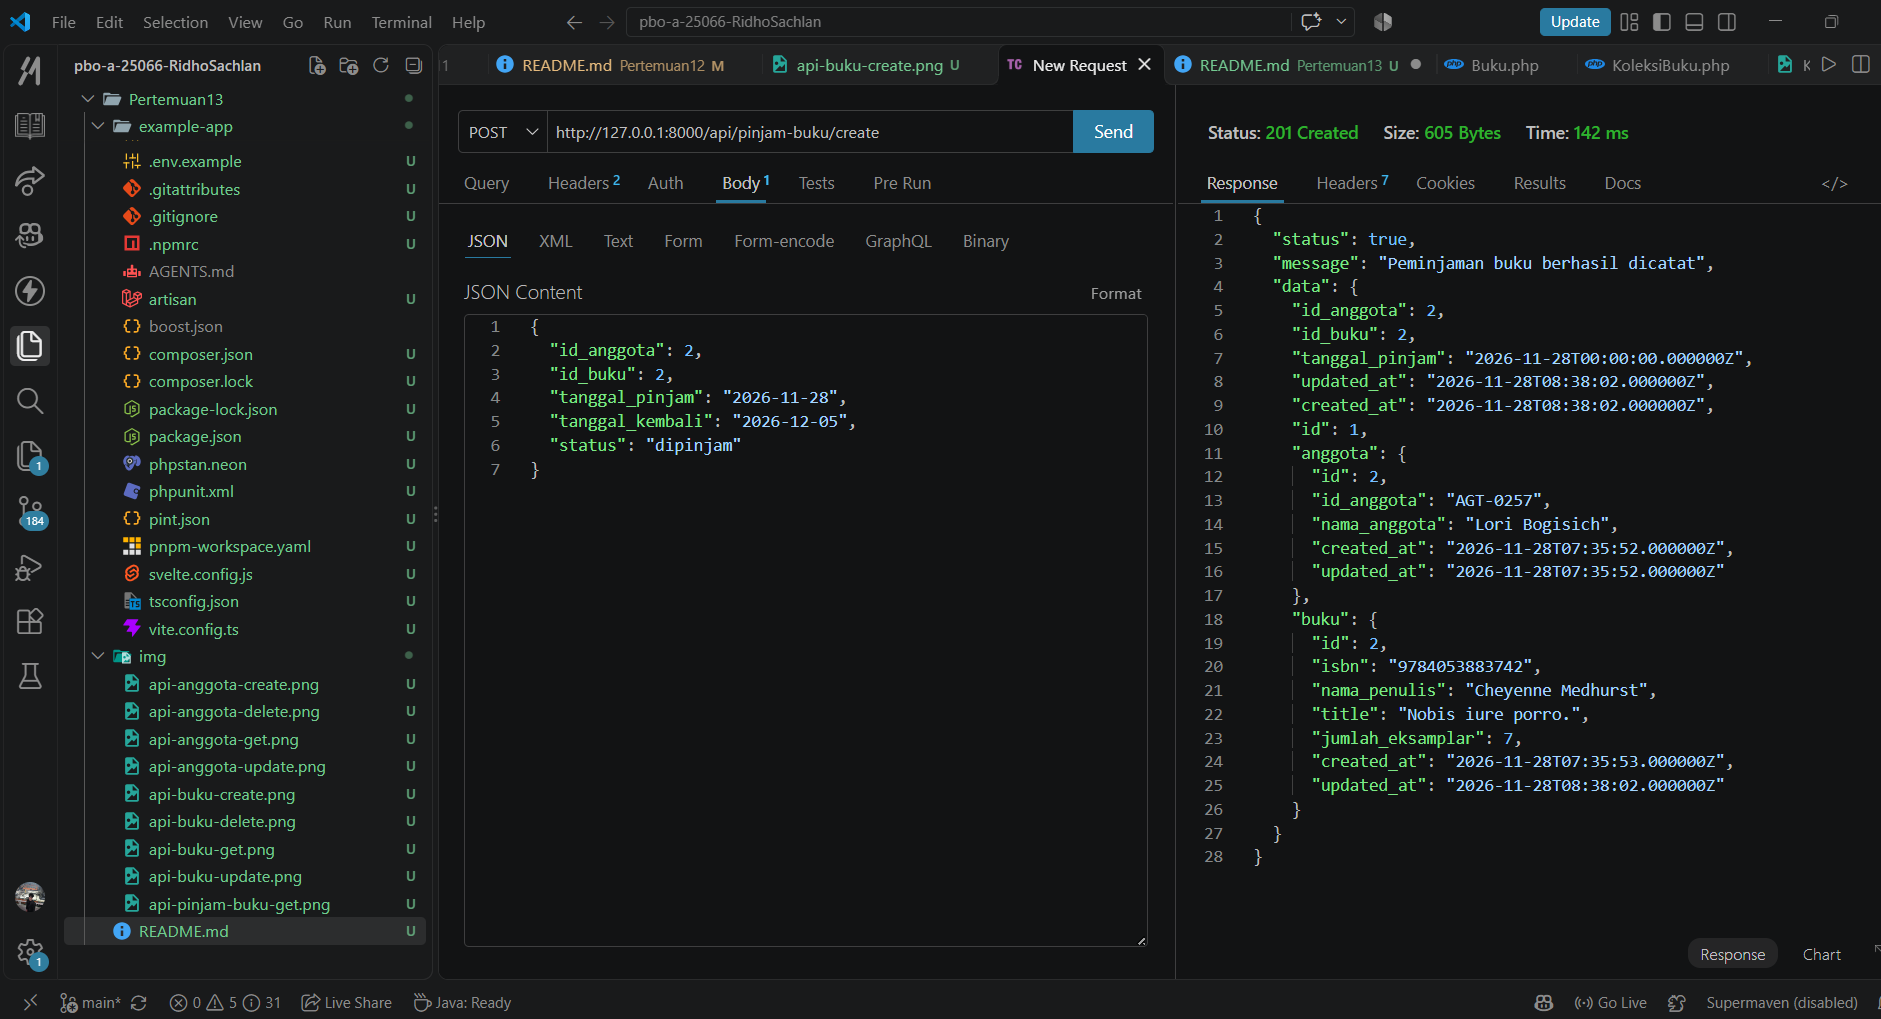 File Edit Selection View Go Run Terminal Help
pbo-a-25066-RidhoSachlan
Update
pbo-a-25066-RidhoSachlan
Pertemuan13
example-app
.env.example U
.gitattributes U
.gitignore U
.npmrc U
AGENTS.md
artisan U
boost.json
composer.json U
composer.lock U
package-lock.json U
package.json U
phpstan.neon U
phpunit.xml U
pint.json U
pnpm-workspace.yaml U
svelte.config.js U
tsconfig.json U
vite.config.ts U
img
api-anggota-create.png U
api-anggota-delete.png U
api-anggota-get.png U
api-anggota-update.png U
api-buku-create.png U
api-buku-delete.png U
api-buku-get.png U
api-buku-update.png U
api-pinjam-buku-get.png U
README.md U
1
184
1
1 README.md Pertemuan12 M api-buku-create.png U TC New Request README.md Pertemuan13 U Buku.php KoleksiBuku.php K
POST http://127.0.0.1:8000/api/pinjam-buku/create Send
Query Headers 2 Auth Body 1 Tests Pre Run
JSON XML Text Form Form-encode GraphQL Binary
JSON Content Format
1 {
2 "id_anggota": 2,
3 "id_buku": 2,
4 "tanggal_pinjam": "2026-11-28",
5 "tanggal_kembali": "2026-12-05",
6 "status": "dipinjam"
7 }
Status: 201 Created Size: 605 Bytes Time: 142 ms
Response Headers 7 Cookies Results Docs </>
1 {
2 "status": true,
3 "message": "Peminjaman buku berhasil dicatat",
4 "data": {
5 "id_anggota": 2,
6 "id_buku": 2,
7 "tanggal_pinjam": "2026-11-28T00:00:00.000000Z",
8 "updated_at": "2026-11-28T08:38:02.000000Z",
9 "created_at": "2026-11-28T08:38:02.000000Z",
10 "id": 1,
11 "anggota": {
12 "id": 2,
13 "id_anggota": "AGT-0257",
14 "nama_anggota": "Lori Bogisich",
15 "created_at": "2026-11-28T07:35:52.000000Z",
16 "updated_at": "2026-11-28T07:35:52.000000Z"
17 },
18 "buku": {
19 "id": 2,
20 "isbn": "9784053883742",
21 "nama_penulis": "Cheyenne Medhurst",
22 "title": "Nobis iure porro.",
23 "jumlah_eksamplar": 7,
24 "created_at": "2026-11-28T07:35:53.000000Z",
25 "updated_at": "2026-11-28T08:38:02.000000Z"
26 }
27 }
28 }
Response Chart
main* 0 5 31 Live Share Java: Ready Go Live Supermaven (disabled)